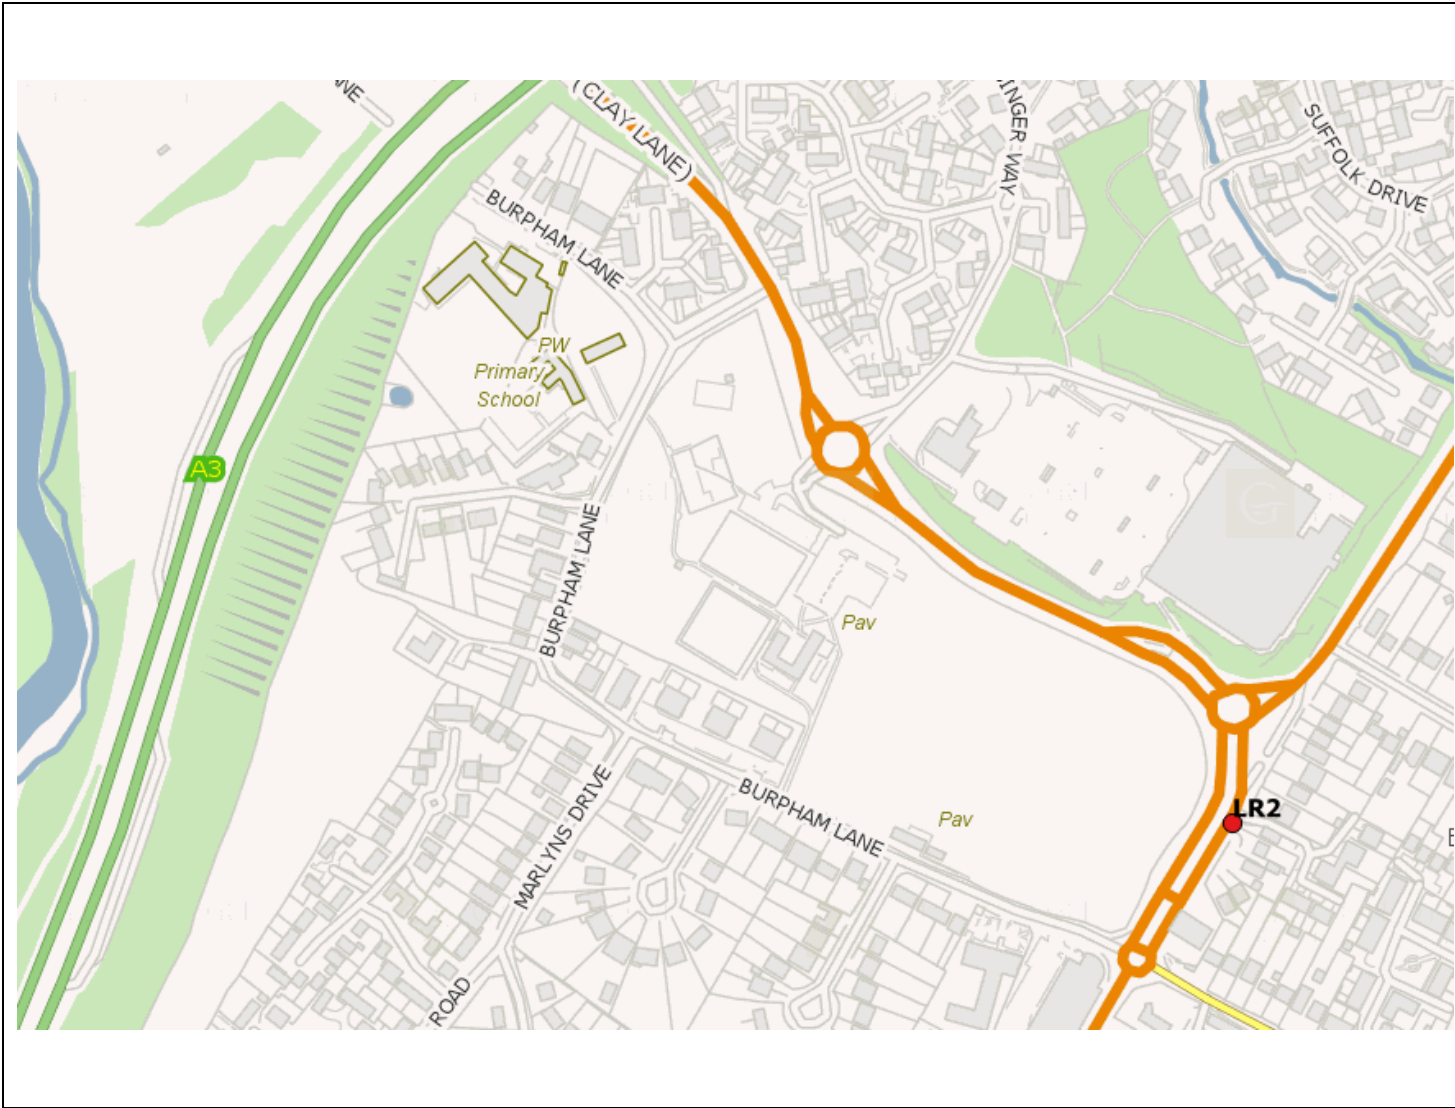 (CLAY LANE)
SUFFOLK DRIVE
WAY
BURPHAM LANE
PW
Primary
School
A3
BURPHAM LANE
Pav
MARLYNS DRIVE
BURPHAM LANE
Pav
LR2
ROAD